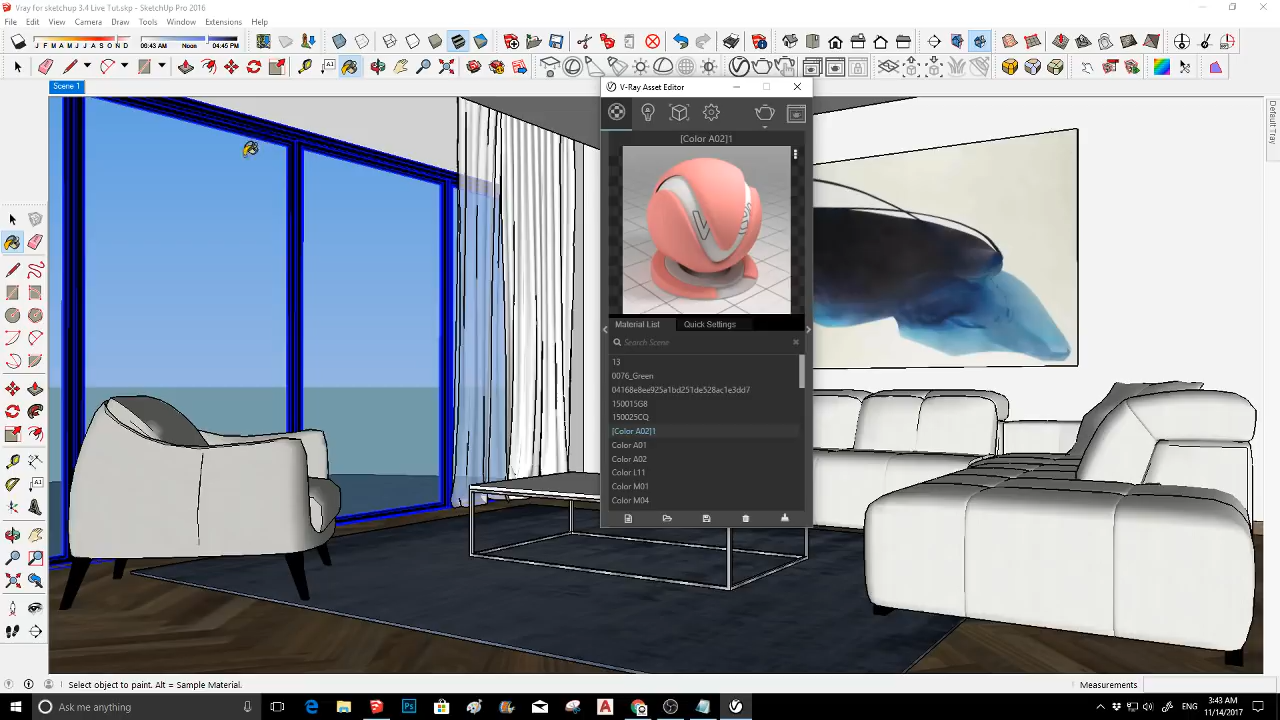 Vray for sketchup 3.4 Live Tut.skp - SketchUp Pro 2016
File Edit View Camera Draw Tools Window Extensions Help
J F M A M J J A S O N D 06:43 AM Noon 04:45 PM
Scene 1
V-Ray Asset Editor
[Color A02]1
Material List Quick Settings
Search Scene
13
0076_Green
04168e8ee925a1bd251de528ac1e3dd7
150015G8
150025CQ
[Color A02]1
Color A01
Color A02
Color L11
Color M01
Color M04
Default Tray
Select object to paint. Alt = Sample Material.
Measurements
Ask me anything
ENG
3:43 AM
11/14/2017